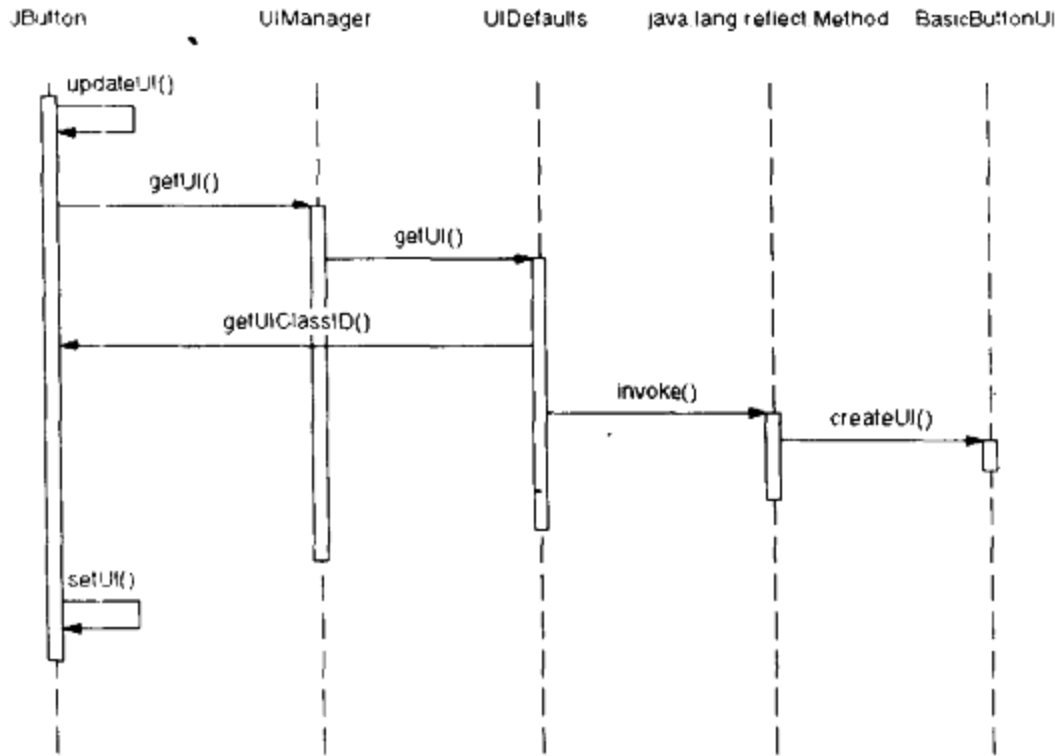 JButton UIManager UIDefaults java.lang.reflect.Method BasicButtonUI
updateUI()
getUI()
getUI()
getUIClassID()
invoke()
createUI()
setUI()